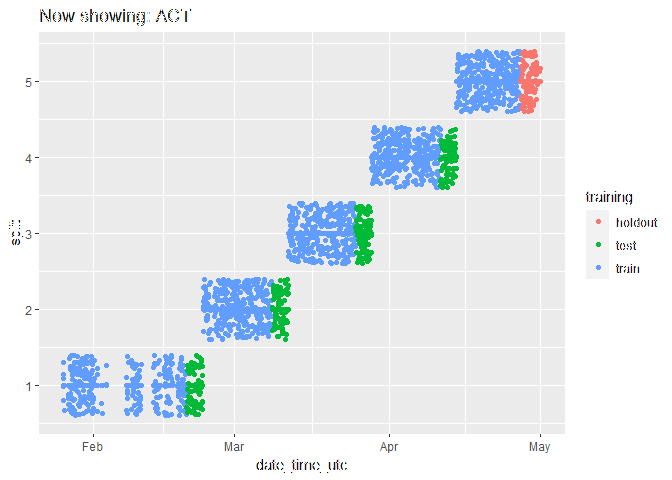 Now showing: ACT
5
4
3
2
1
split
Feb Mar Apr May
date_time_utc
training
holdout
test
train